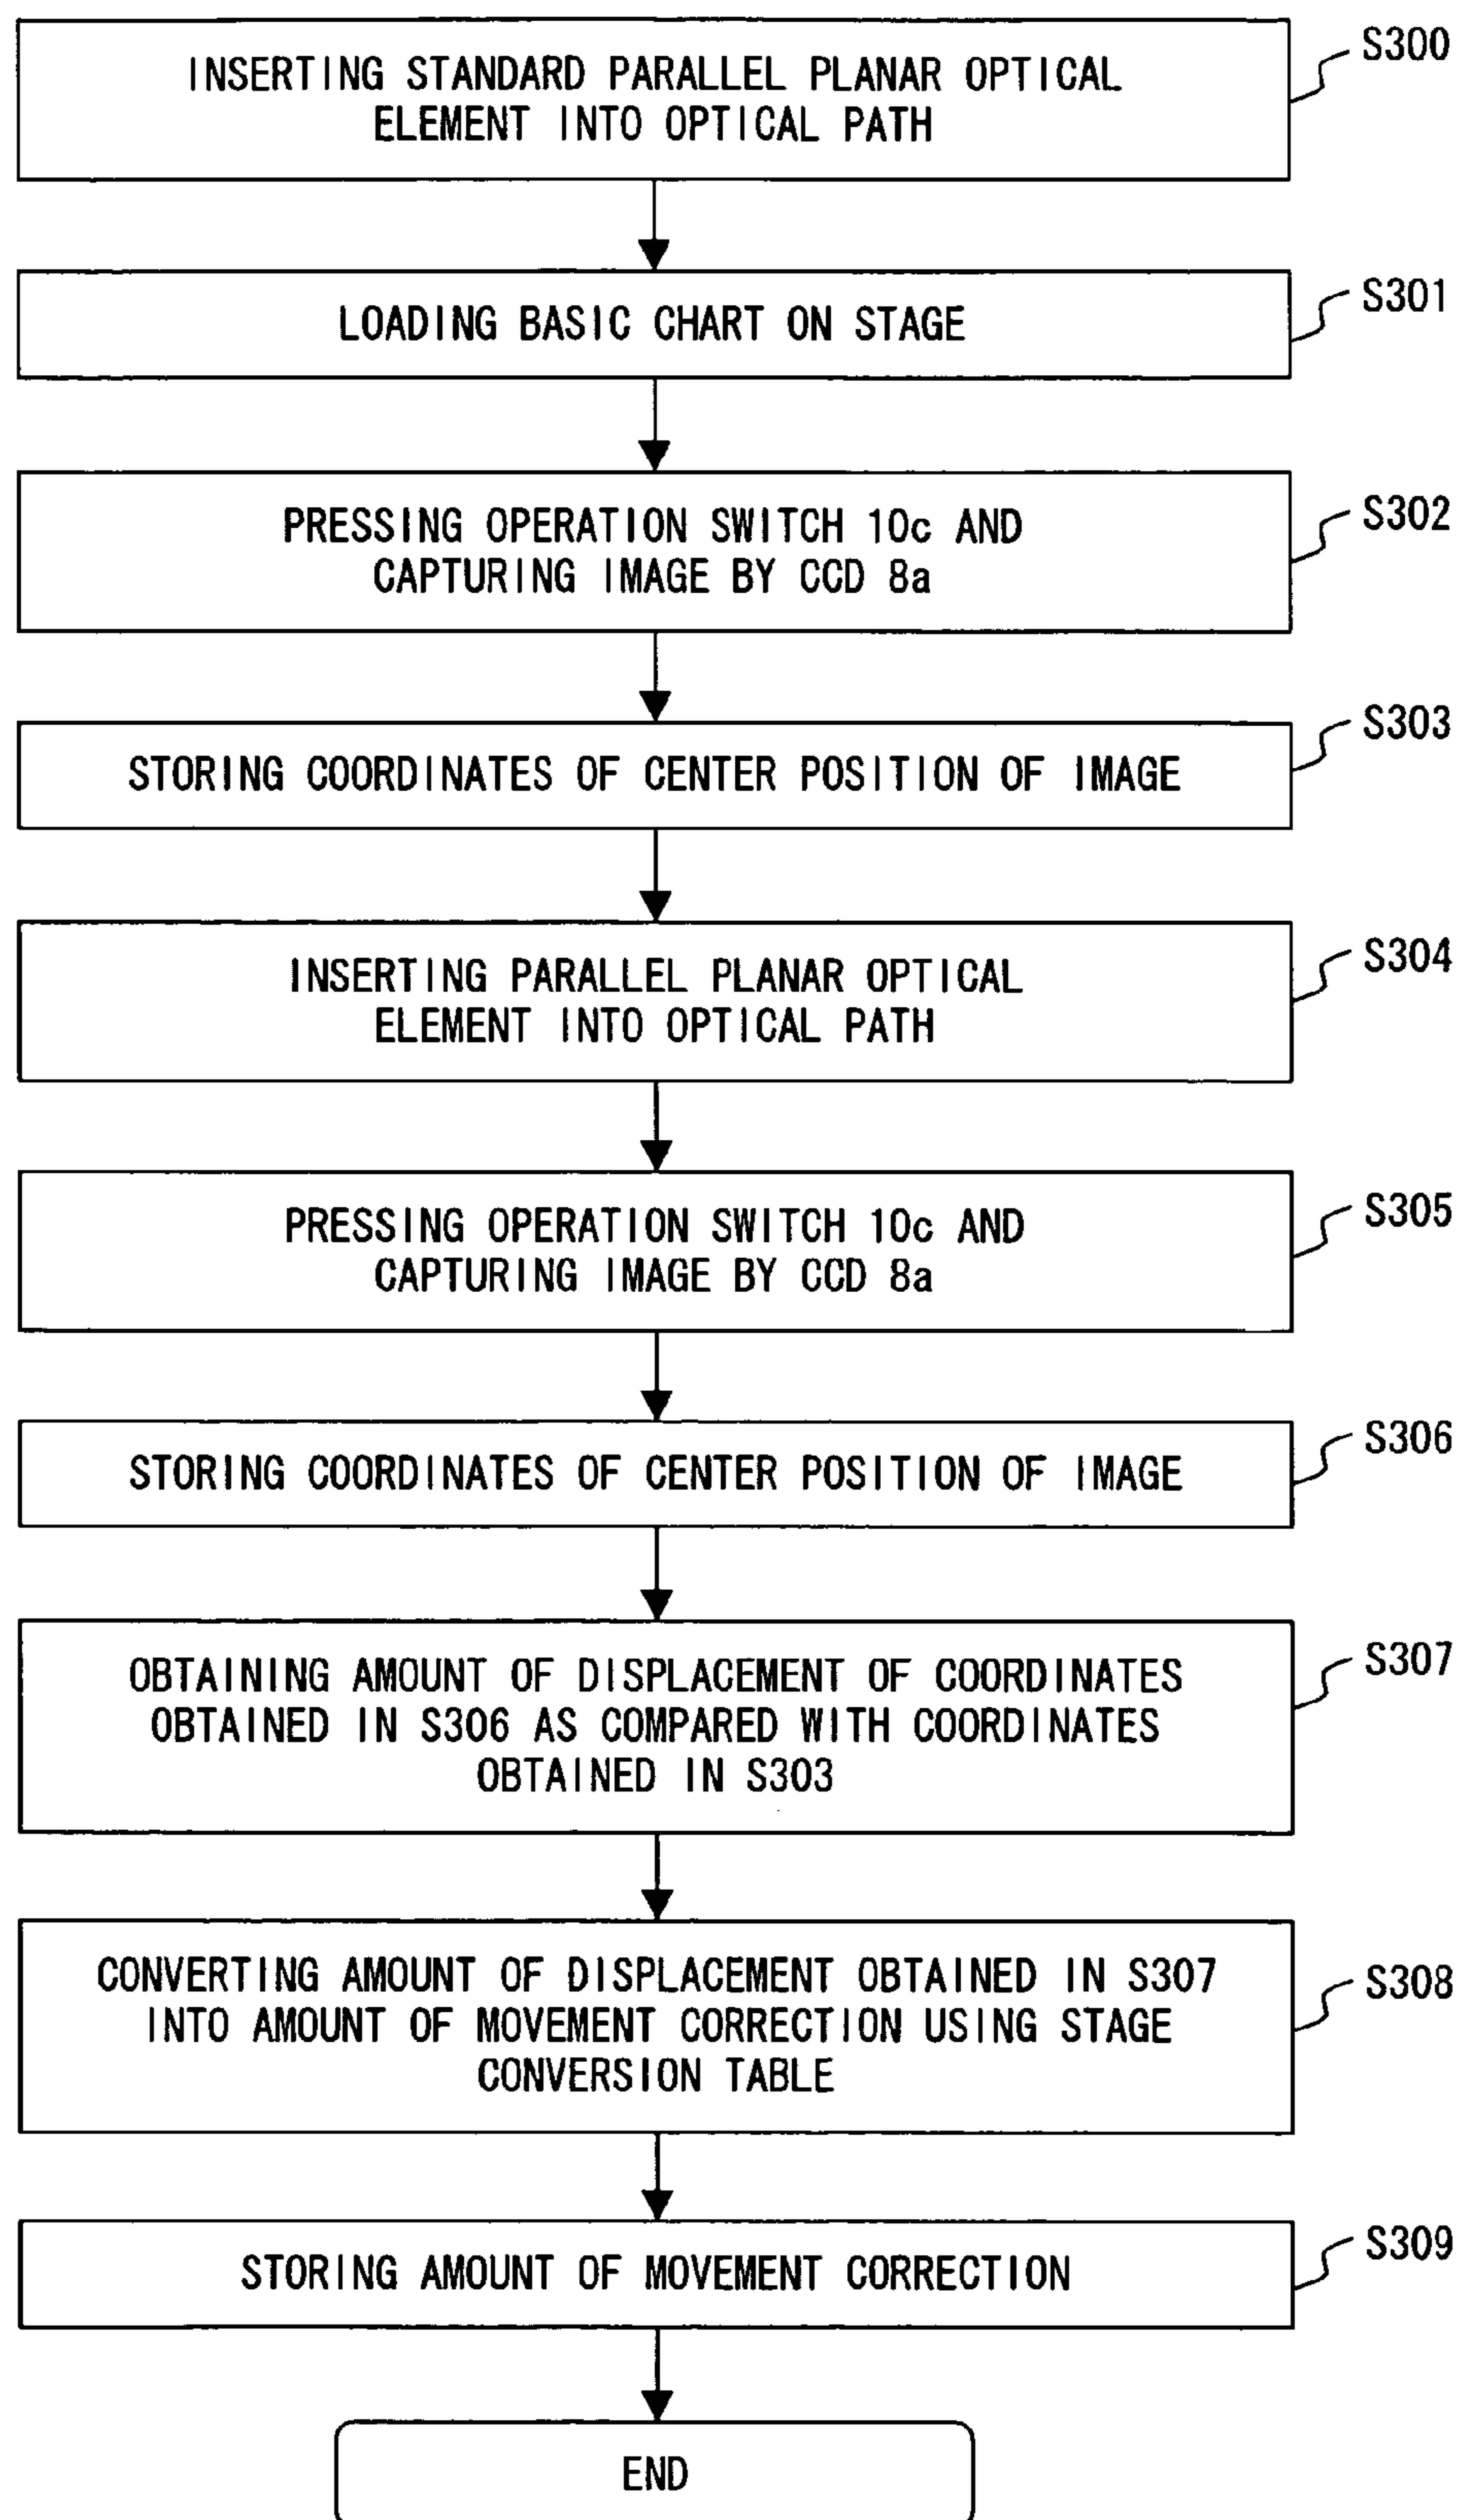 INSERTING STANDARD PARALLEL PLANAR OPTICAL
ELEMENT INTO OPTICAL PATH
S300
LOADING BASIC CHART ON STAGE
S301
PRESSING OPERATION SWITCH 10c AND
CAPTURING IMAGE BY CCD 8a
S302
STORING COORDINATES OF CENTER POSITION OF IMAGE
S303
INSERTING PARALLEL PLANAR OPTICAL
ELEMENT INTO OPTICAL PATH
S304
PRESSING OPERATION SWITCH 10c AND
CAPTURING IMAGE BY CCD 8a
S305
STORING COORDINATES OF CENTER POSITION OF IMAGE
S306
OBTAINING AMOUNT OF DISPLACEMENT OF COORDINATES
OBTAINED IN S306 AS COMPARED WITH COORDINATES
OBTAINED IN S303
S307
CONVERTING AMOUNT OF DISPLACEMENT OBTAINED IN S307
INTO AMOUNT OF MOVEMENT CORRECTION USING STAGE
CONVERSION TABLE
S308
STORING AMOUNT OF MOVEMENT CORRECTION
S309
END